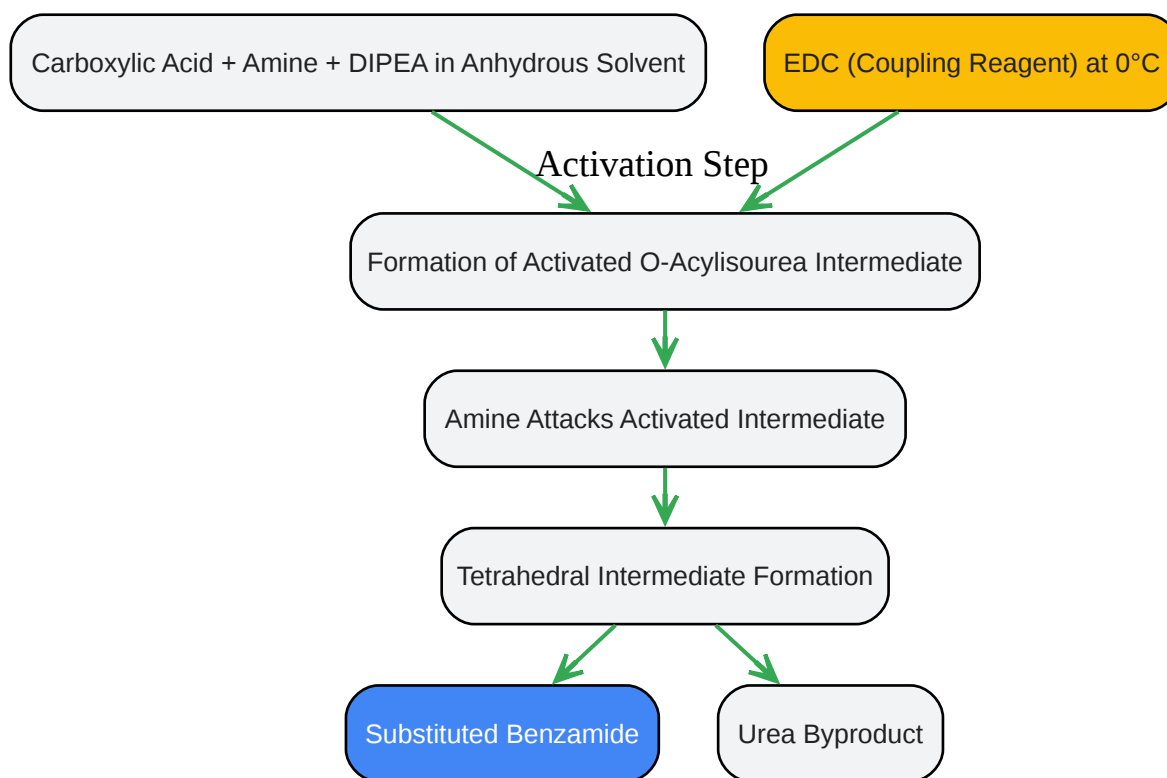 Carboxylic Acid + Amine + DIPEA in Anhydrous Solvent
EDC (Coupling Reagent) at 0°C
Activation Step
Formation of Activated O-Acylisourea Intermediate
Amine Attacks Activated Intermediate
Tetrahedral Intermediate Formation
Substituted Benzamide
Urea Byproduct